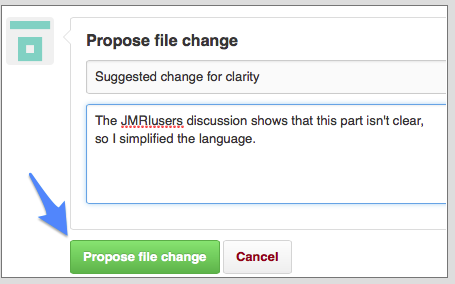 Propose file change
Suggested change for clarity
The JMRIusers discussion shows that this part isn't clear,
so I simplified the language.
Propose file change Cancel